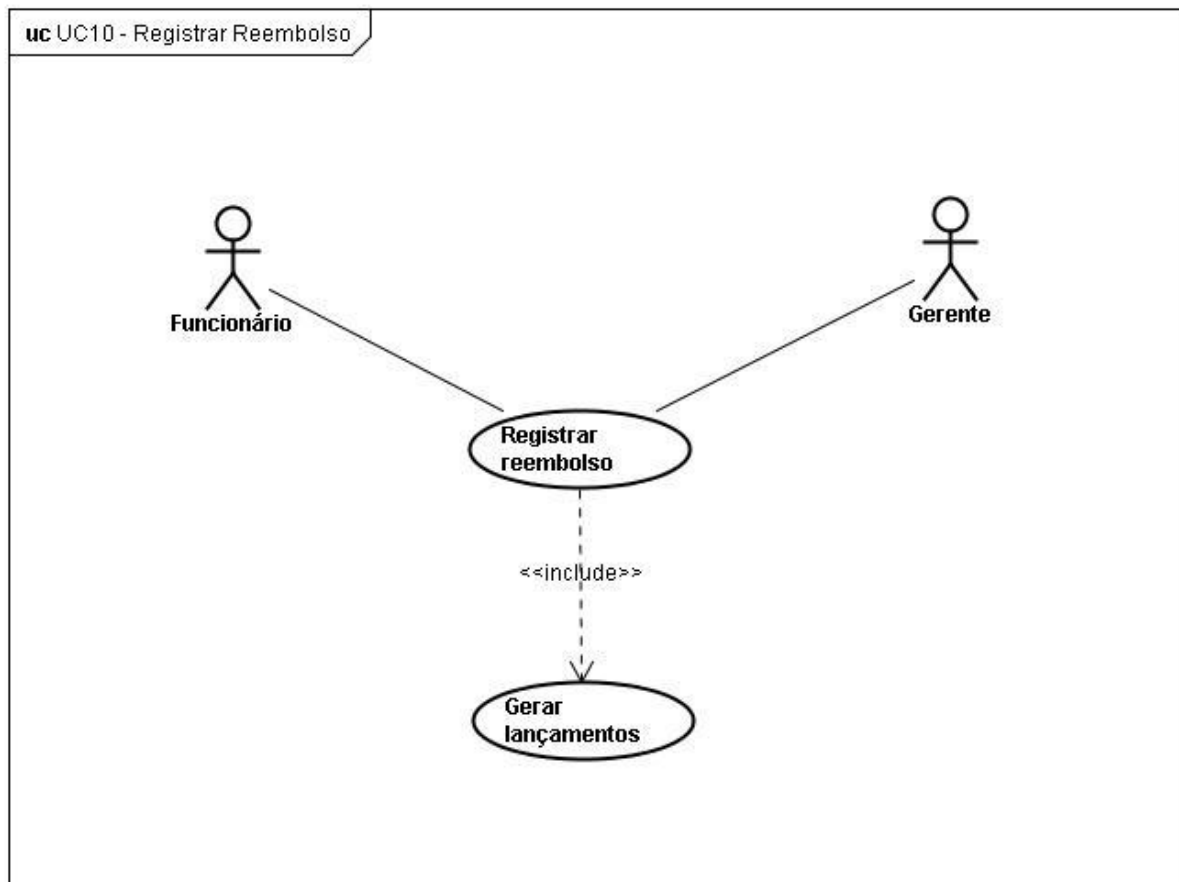 uc UC10 - Registrar Reembolso
Funcionário
Gerente
Registrar
reembolso
<<include>>
Gerar
lançamentos